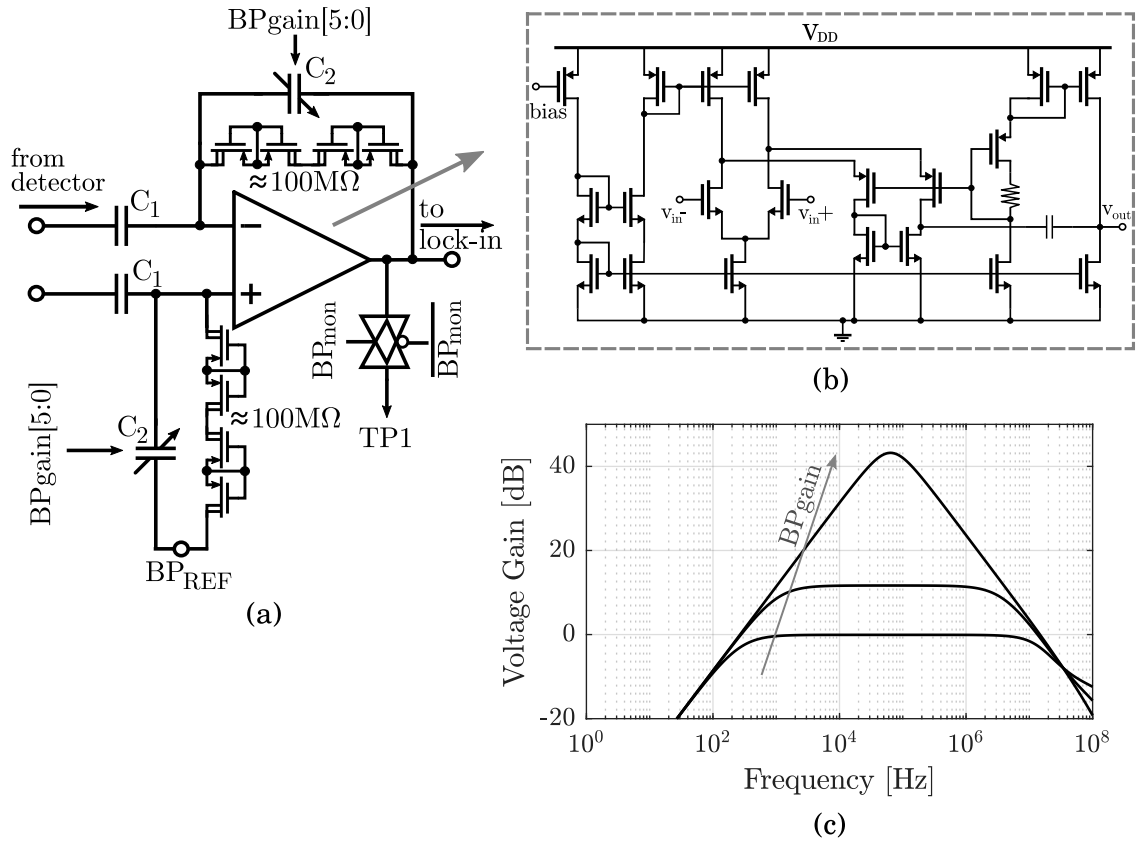 BPgain[5:0]
C2
from
detector
C1
≈100MΩ
to
lock-in
−
C1
+
BPmon
BPmon
BPgain[5:0]
C2
≈100MΩ
TP1
BPREF
(a)
VDD
bias
vin-
vin+
vout
(b)
BPgain
40
20
0
-20
Voltage Gain [dB]
10^0
10^2
10^4
10^6
10^8
Frequency [Hz]
(c)